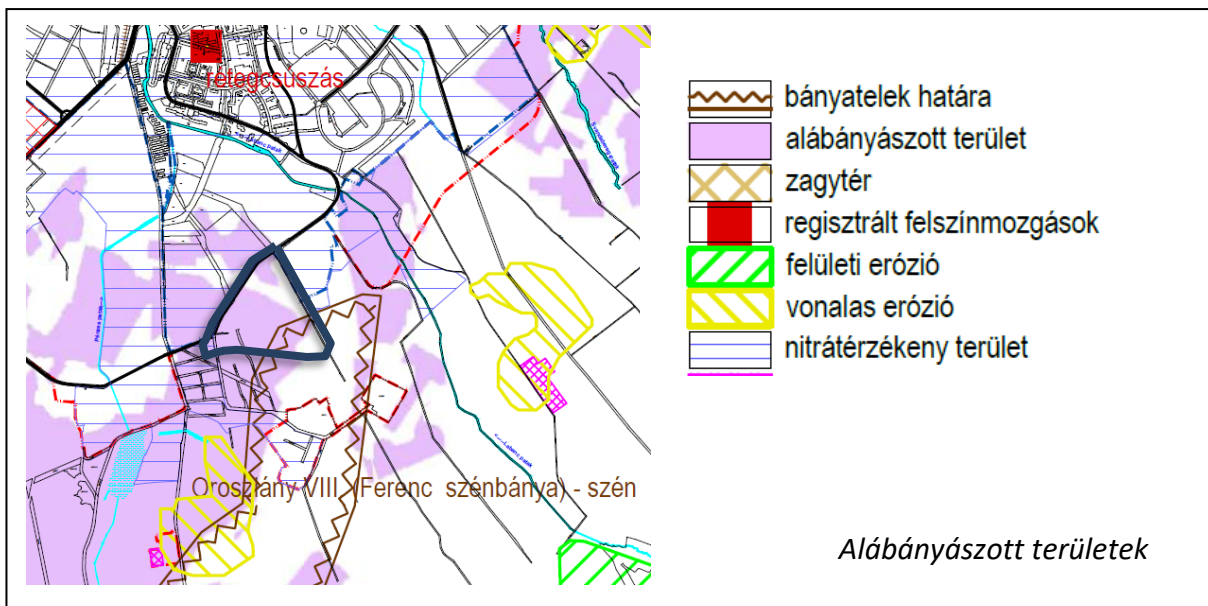 rétegcsúszás
Oroszlány VIII. (Ferenc szénbánya) - szén
bányatelek határa
alábányászott terület
zagytér
regisztrált felszínmozgások
felületi erózió
vonalas erózió
nitrátérzékeny terület
Alábányászott területek